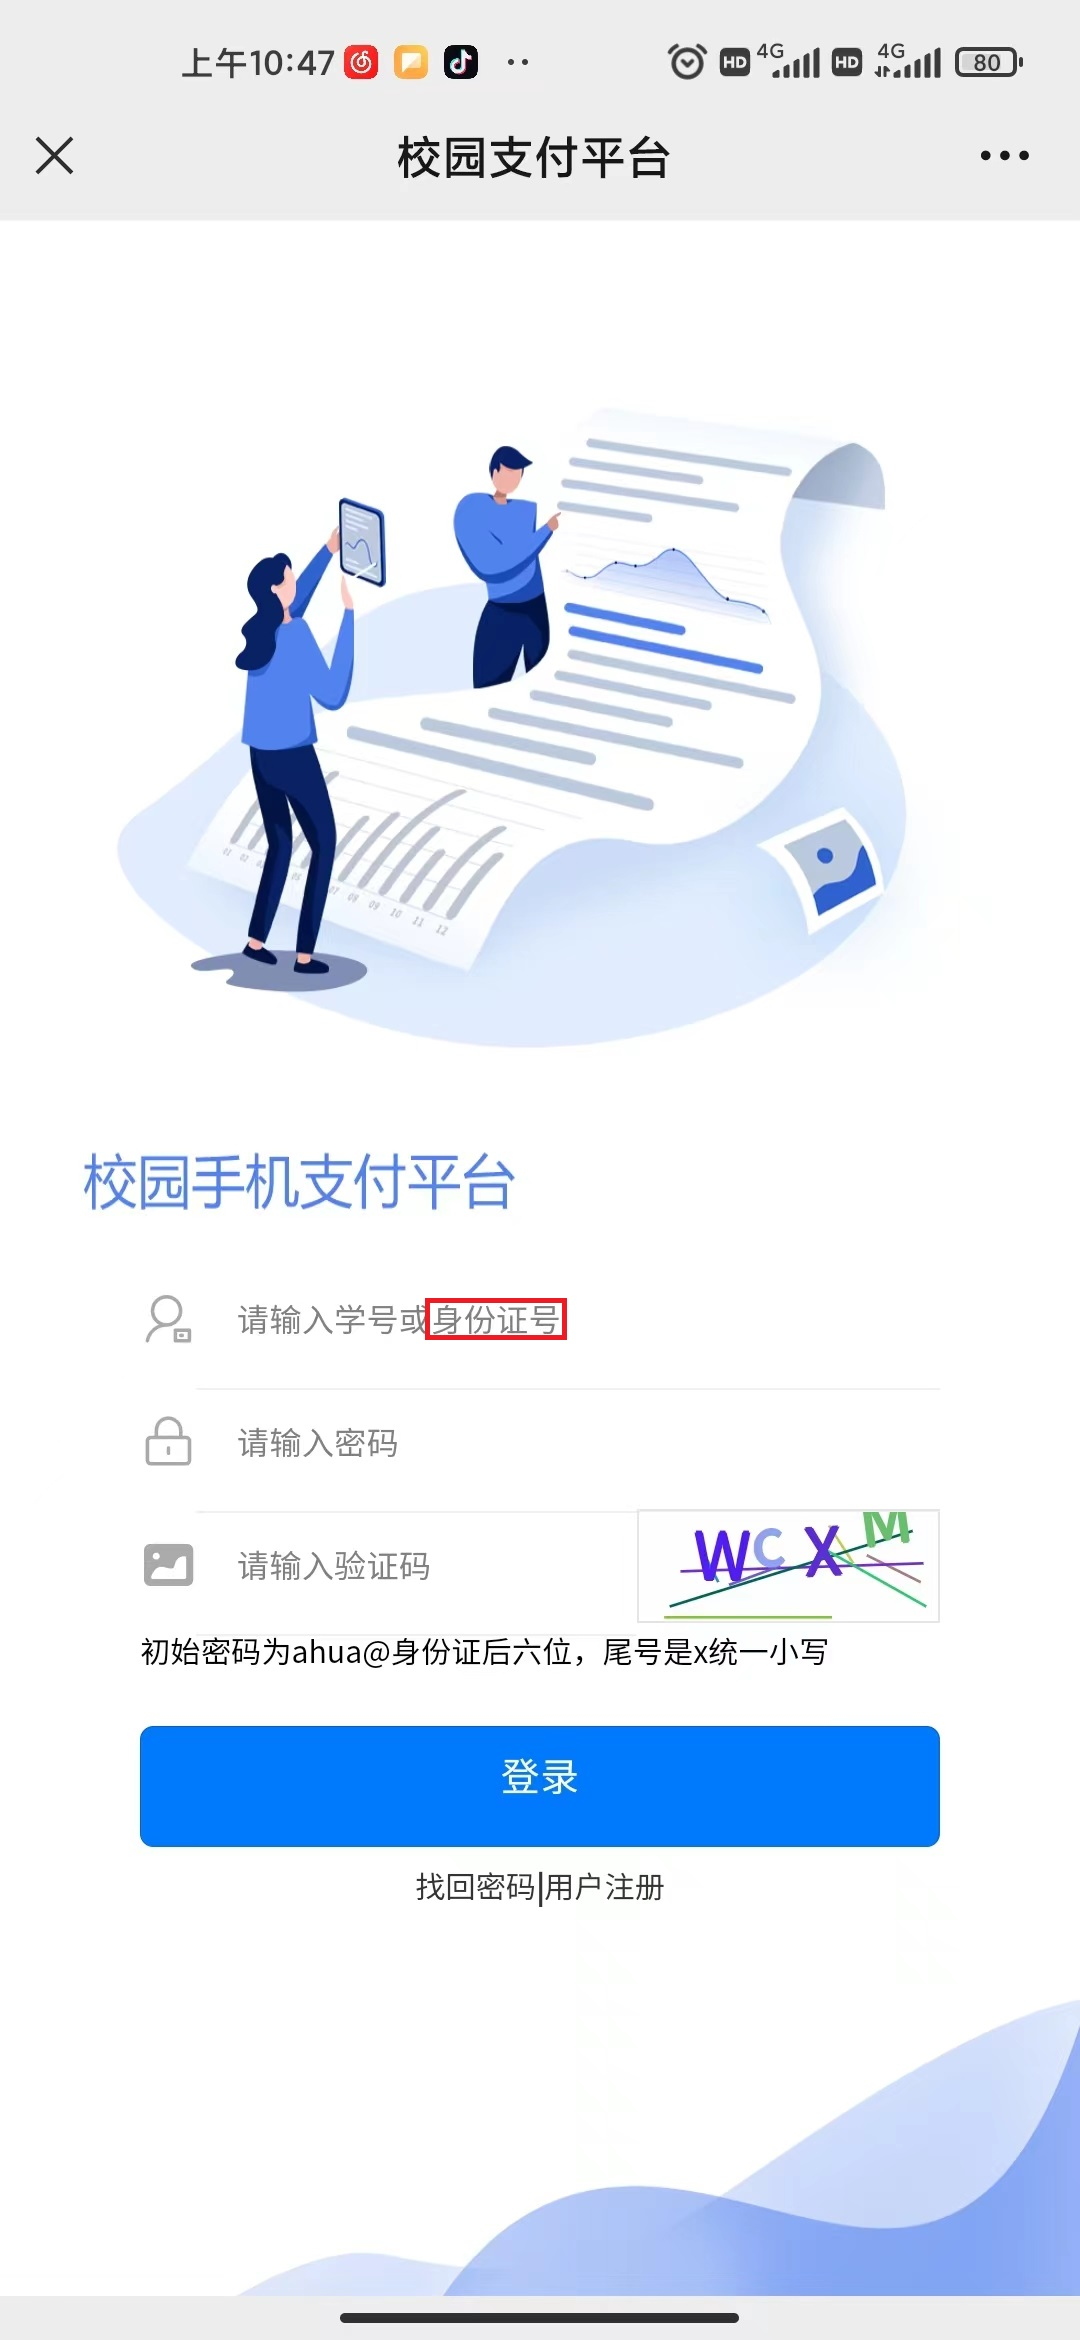 上午10:47
HD 4G HD 4G 80
校园支付平台
校园手机支付平台
请输入学号或身份证号
请输入密码
请输入验证码
WCXM
初始密码为ahua@身份证后六位，尾号是x统一小写
登录
找回密码|用户注册